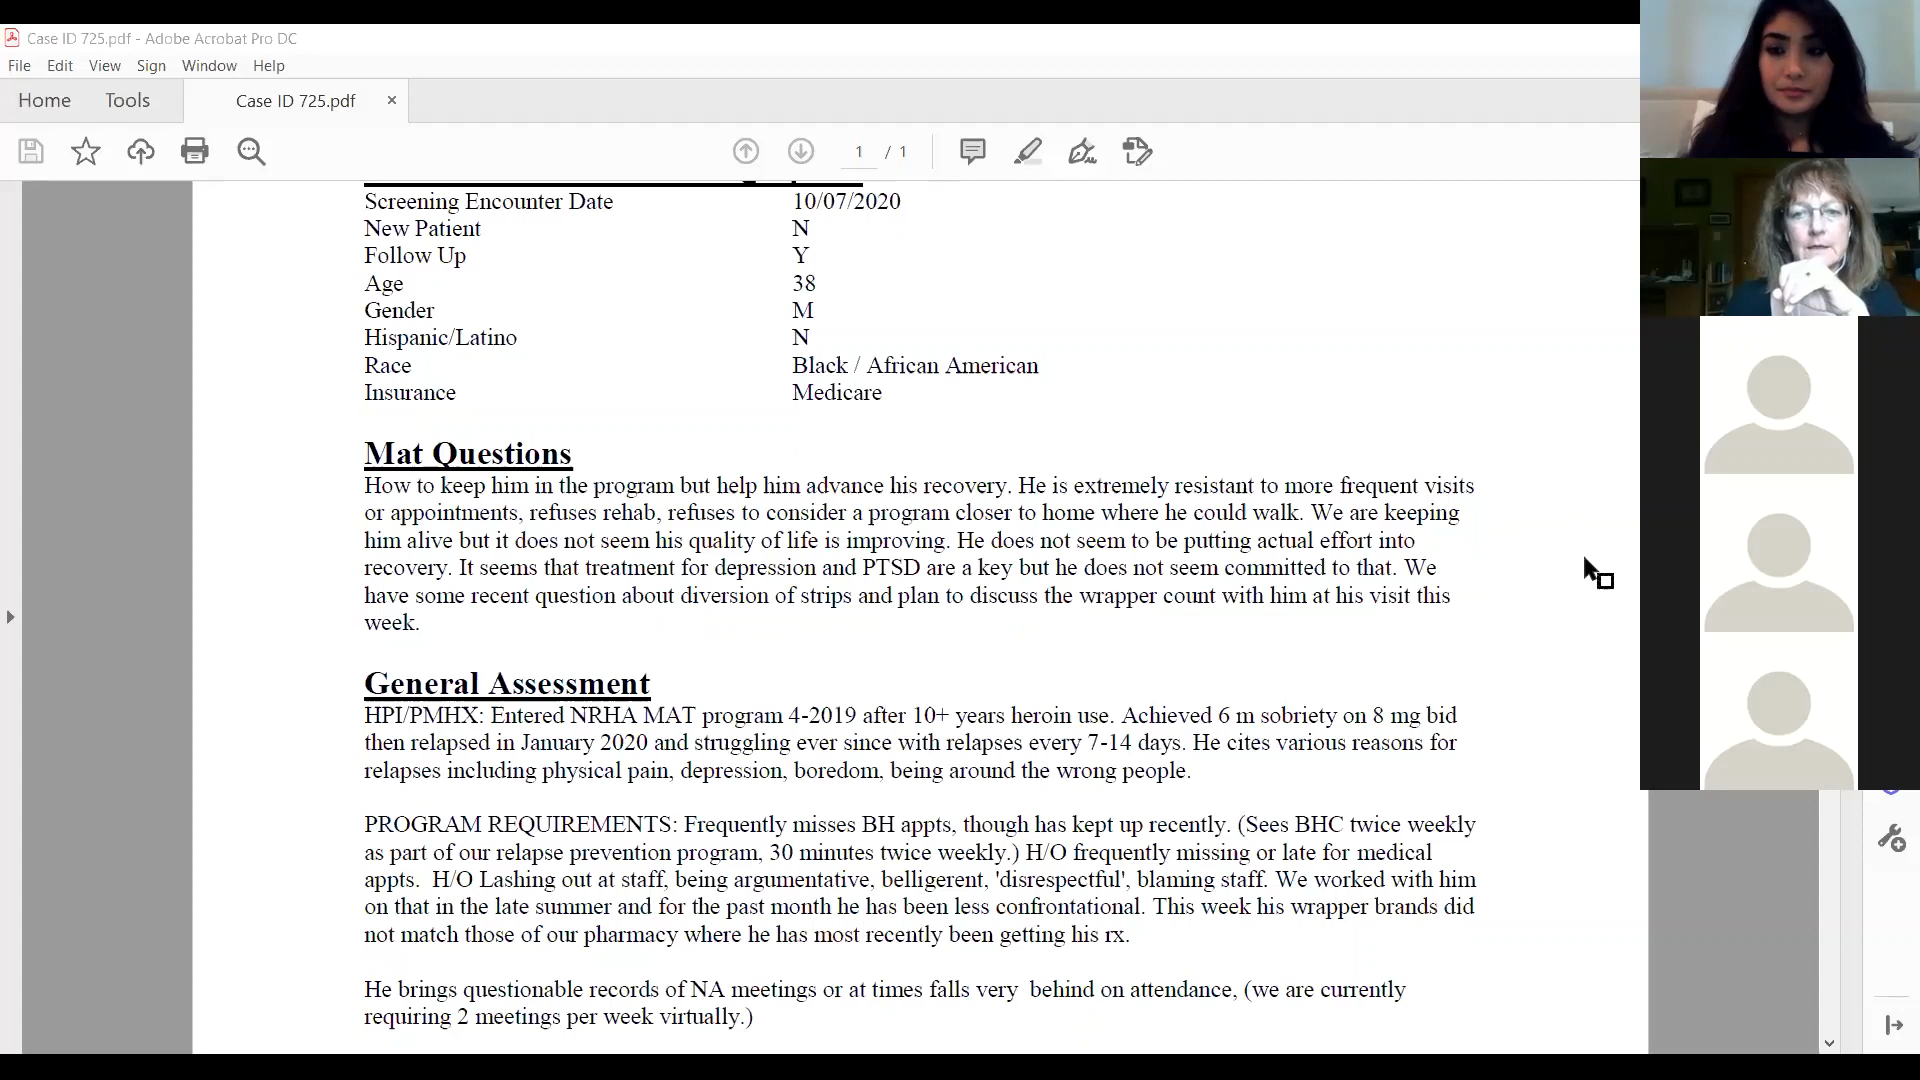 Case ID 725.pdf - Adobe Acrobat Pro DC
File Edit View Sign Window Help
Home Tools Case ID 725.pdf ×
1 / 1
Screening Encounter Date 10/07/2020
New Patient N
Follow Up Y
Age 38
Gender M
Hispanic/Latino N
Race Black / African American
Insurance Medicare
Mat Questions
How to keep him in the program but help him advance his recovery. He is extremely resistant to more frequent visits
or appointments, refuses rehab, refuses to consider a program closer to home where he could walk. We are keeping
him alive but it does not seem his quality of life is improving. He does not seem to be putting actual effort into
recovery. It seems that treatment for depression and PTSD are a key but he does not seem committed to that. We
have some recent question about diversion of strips and plan to discuss the wrapper count with him at his visit this
week.
General Assessment
HPI/PMHX: Entered NRHA MAT program 4-2019 after 10+ years heroin use. Achieved 6 m sobriety on 8 mg bid
then relapsed in January 2020 and struggling ever since with relapses every 7-14 days. He cites various reasons for
relapses including physical pain, depression, boredom, being around the wrong people.
PROGRAM REQUIREMENTS: Frequently misses BH appts, though has kept up recently. (Sees BHC twice weekly
as part of our relapse prevention program, 30 minutes twice weekly.) H/O frequently missing or late for medical
appts. H/O Lashing out at staff, being argumentative, belligerent, 'disrespectful', blaming staff. We worked with him
on that in the late summer and for the past month he has been less confrontational. This week his wrapper brands did
not match those of our pharmacy where he has most recently been getting his rx.
He brings questionable records of NA meetings or at times falls very behind on attendance, (we are currently
requiring 2 meetings per week virtually.)